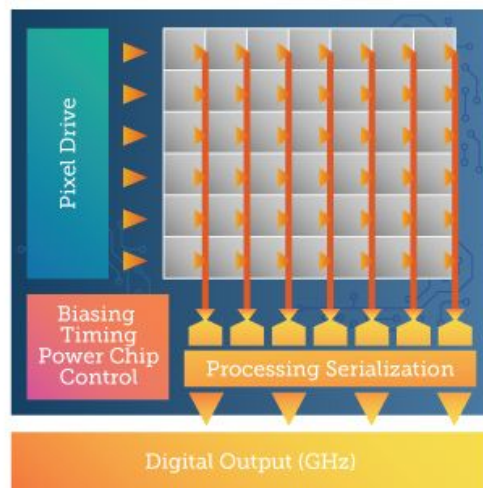 Pixel Drive
Biasing
Timing
Power Chip
Control
Processing Serialization
Digital Output (GHz)